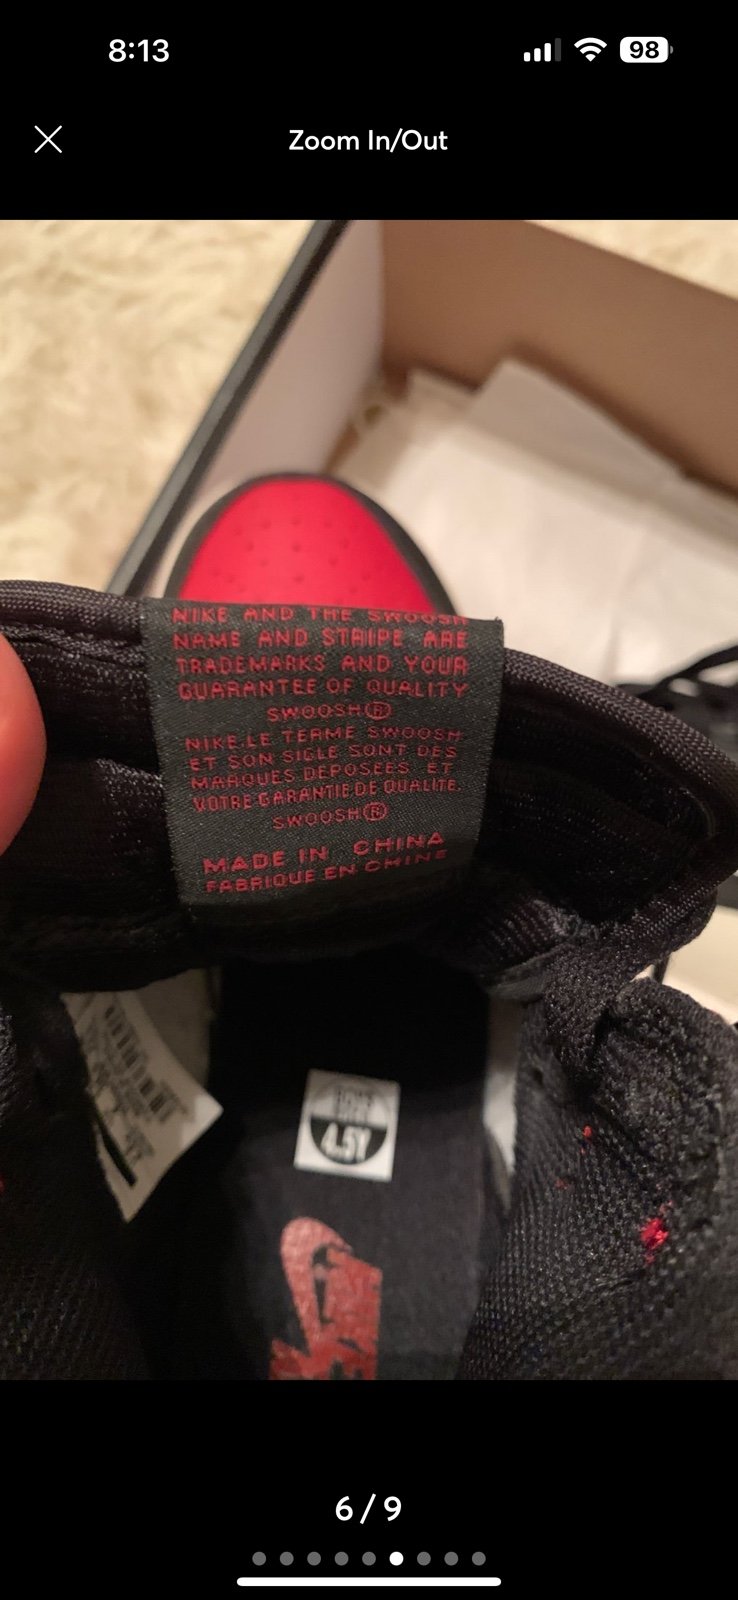 8:13
98
Zoom In/Out
NIKE AND THE SWOOSH
NAME AND STRIPE ARE
TRADEMARKS AND YOUR
GUARANTEE OF QUALITY
SWOOSH®
NIKE.LE TERME SWOOSH
ET SON SIGLE SONT DES
MARQUES DEPOSEES ET
VOTRE GARANTIE DE QUALITE.
SWOOSH®
MADE IN CHINA
FABRIQUE EN CHINE
4.5Y
6/9